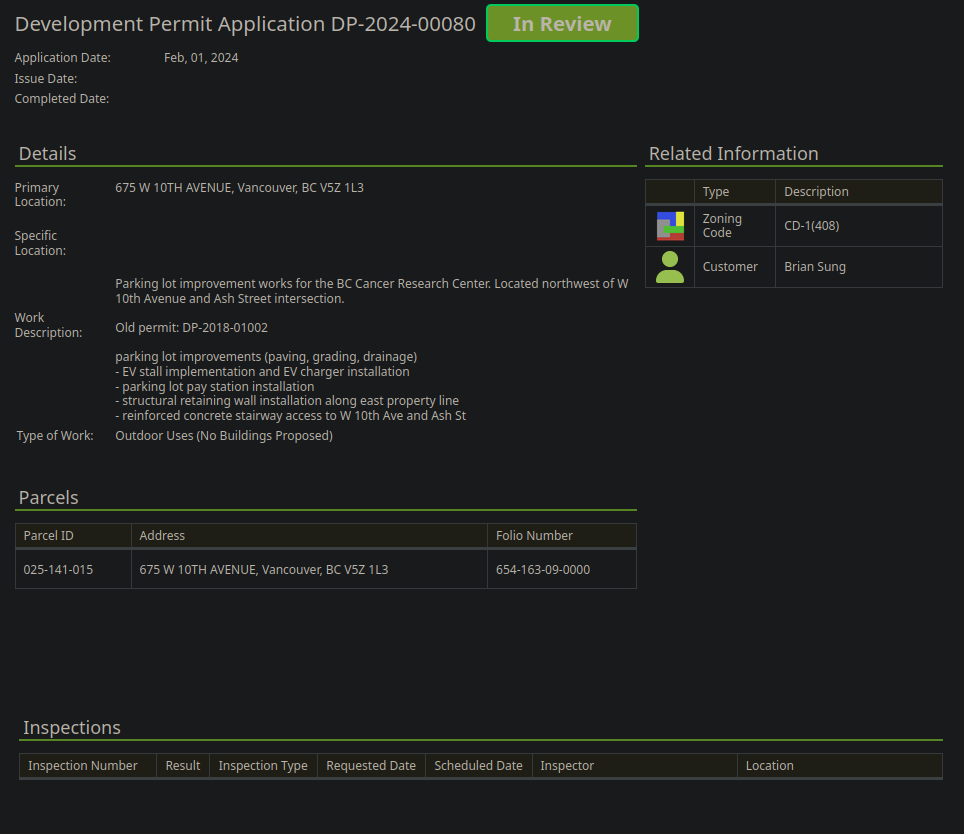 Development Permit Application DP-2024-00080 In Review
Application Date: Feb, 01, 2024
Issue Date:
Completed Date:
Details
Primary
Location:
675 W 10TH AVENUE, Vancouver, BC V5Z 1L3
Specific
Location:
Work
Description:
Parking lot improvement works for the BC Cancer Research Center. Located northwest of W
10th Avenue and Ash Street intersection.
Old permit: DP-2018-01002
parking lot improvements (paving, grading, drainage)
- EV stall implementation and EV charger installation
- parking lot pay station installation
- structural retaining wall installation along east property line
- reinforced concrete stairway access to W 10th Ave and Ash St
Type of Work: Outdoor Uses (No Buildings Proposed)
Related Information
Type Description
Zoning
Code
CD-1(408)
Customer Brian Sung
Parcels
Parcel ID Address Folio Number
025-141-015 675 W 10TH AVENUE, Vancouver, BC V5Z 1L3 654-163-09-0000
Inspections
Inspection Number Result Inspection Type Requested Date Scheduled Date Inspector Location